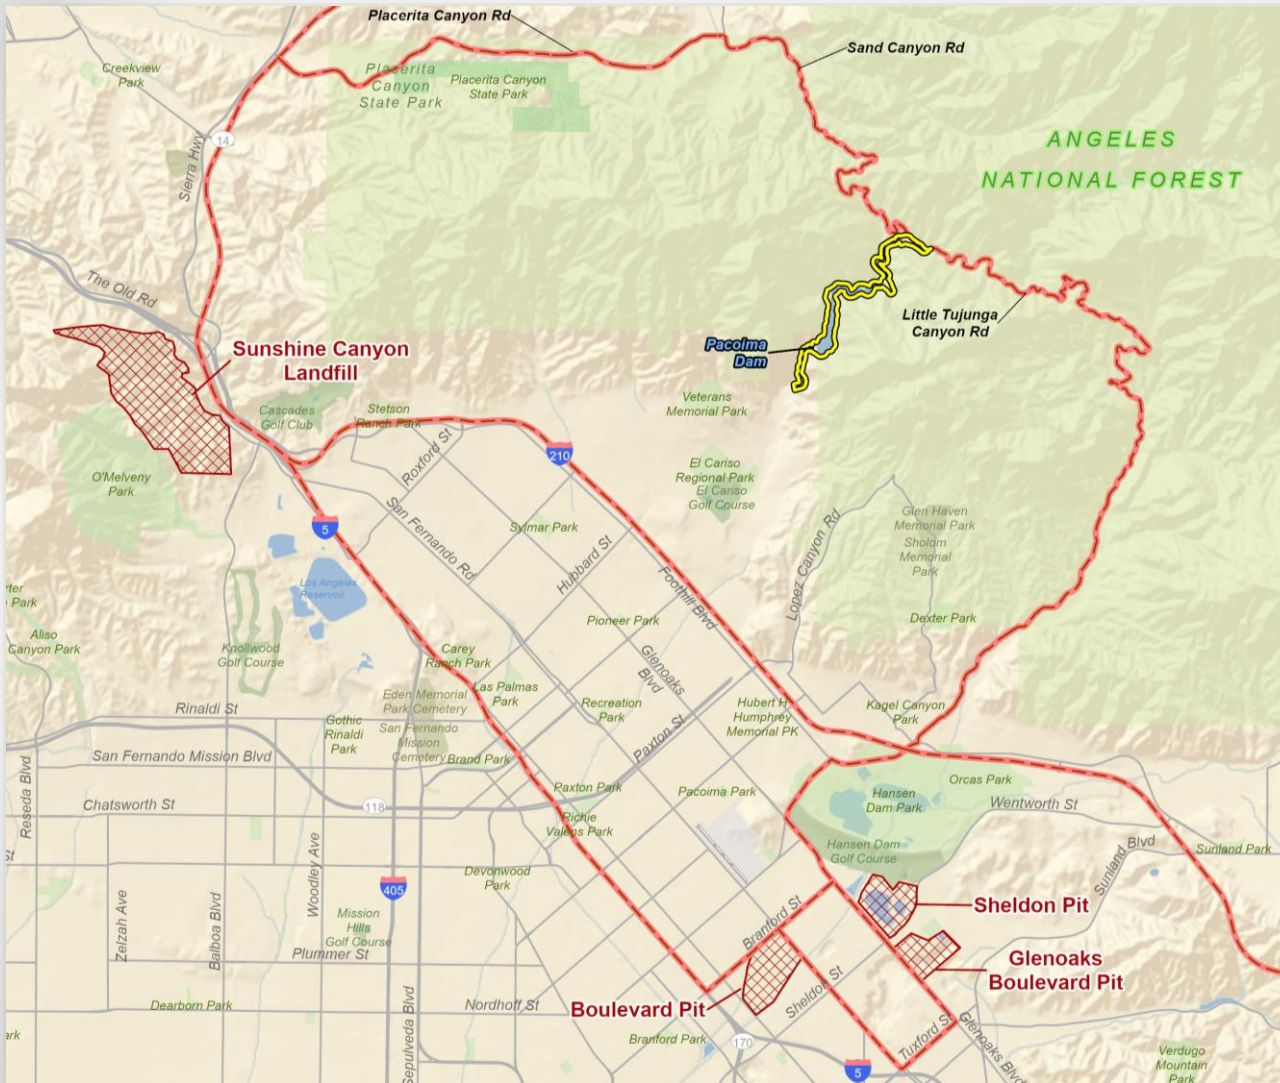 Placerita Canyon Rd
Sand Canyon Rd
Creekview
Park
Placerita
Canyon
State Park
Placerita Canyon
State Park
14
Sierra Hwy
ANGELES
NATIONAL FOREST
The Old Rd
Little Tujunga
Canyon Rd
Pacoima
Dam
Sunshine Canyon
Landfill
Cascades
Golf Club
Stetson
Ranch Park
Veterans
Memorial Park
Roxford St
210
O'Melveny
Park
El Cariso
Regional Park
El Cariso
Golf Course
5
San Fernando Rd
Sylmar Park
Hubbard St
Lopez Canyon Rd
Glen Haven
Memorial Park
Sholom
Memorial
Park
Los Angeles
Reservoir
Foothill Blvd
rter
Park
Aliso
Canyon Park
Pioneer Park
Dexter Park
Knollwood
Golf Course
Carey
Ranch Park
Glenoaks
Blvd
Eden Memorial
Park Cemetery
Las Palmas
Park
Recreation
Park
Hubert H
Humphrey
Memorial PK
Kagel Canyon
Park
Rinaldi St
Gothic
Rinaldi
Park
San Fernando
Mission
Cemetery
Paxton St
San Fernando Mission Blvd
Brand Park
Reseda Blvd
Chatsworth St
118
Paxton Park
Pacoima Park
Hansen
Dam Park
Orcas Park
Wentworth St
Richie
Valens Park
Hansen Dam
Golf Course
Sunland Blvd
Sunland Park
St
Woodley Ave
405
Devonwood
Park
Zelzah Ave
Balboa Blvd
Mission
Hills
Golf Course
Plummer St
Branford St
Sheldon Pit
Glenoaks
Boulevard Pit
Dearborn Park
Sepulveda Blvd
Nordhoff St
Boulevard Pit
Sheldon St
ark
Branford Park
170
Tuxford St
Glenoaks Blvd
5
Verdugo
Mountain
Park